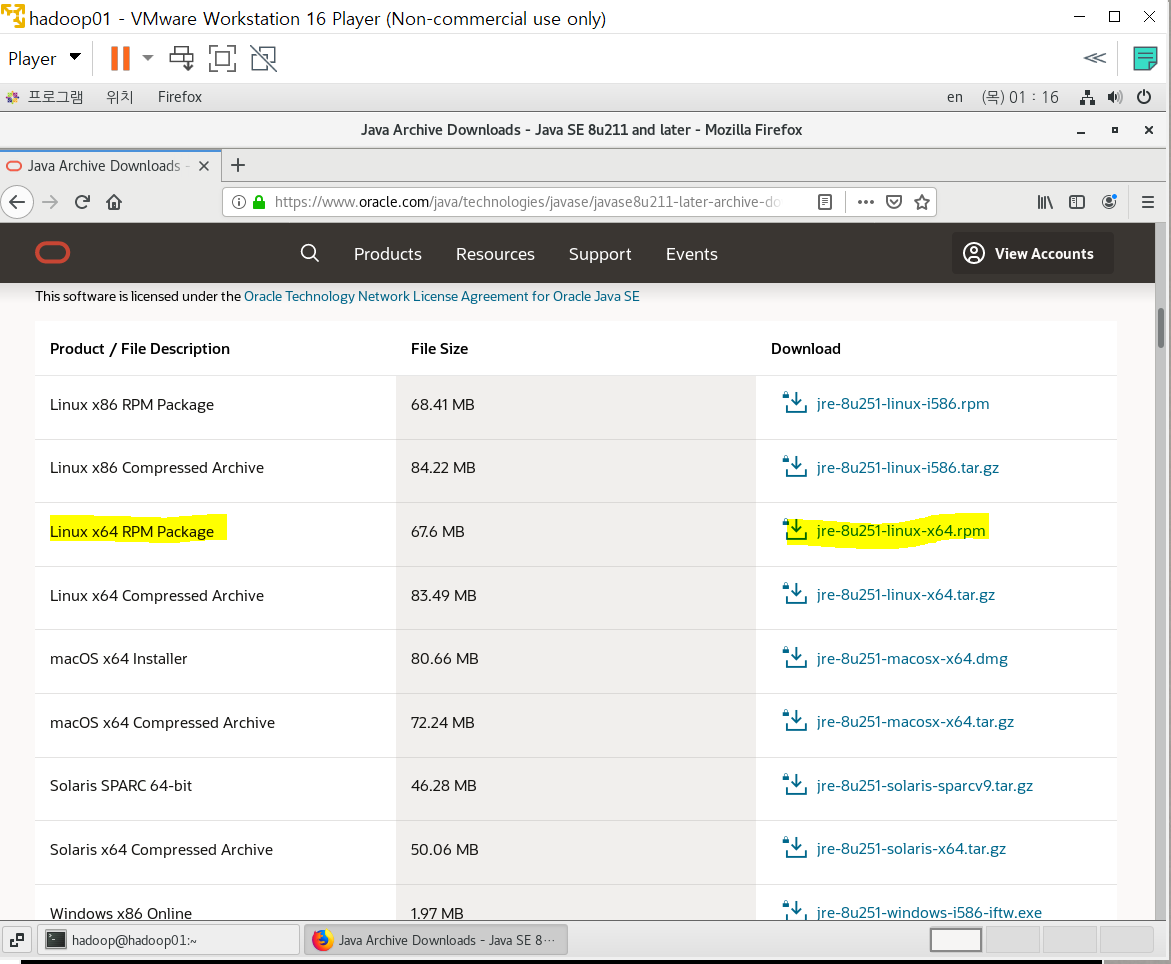 hadoop01 - VMware Workstation 16 Player (Non-commercial use only)
Player
프로그램 위치 Firefox en (목) 01 : 16
Java Archive Downloads - Java SE 8u211 and later - Mozilla Firefox
Java Archive Downloads -
https://www.oracle.com/java/technologies/javase/javase8u211-later-archive-do
Products Resources Support Events View Accounts
This software is licensed under the Oracle Technology Network License Agreement for Oracle Java SE
Product / File Description File Size Download
Linux x86 RPM Package 68.41 MB jre-8u251-linux-i586.rpm
Linux x86 Compressed Archive 84.22 MB jre-8u251-linux-i586.tar.gz
Linux x64 RPM Package 67.6 MB jre-8u251-linux-x64.rpm
Linux x64 Compressed Archive 83.49 MB jre-8u251-linux-x64.tar.gz
macOS x64 Installer 80.66 MB jre-8u251-macosx-x64.dmg
macOS x64 Compressed Archive 72.24 MB jre-8u251-macosx-x64.tar.gz
Solaris SPARC 64-bit 46.28 MB jre-8u251-solaris-sparcv9.tar.gz
Solaris x64 Compressed Archive 50.06 MB jre-8u251-solaris-x64.tar.gz
Windows x86 Online 1.97 MB jre-8u251-windows-i586-iftw.exe
hadoop@hadoop01:~ Java Archive Downloads - Java SE 8···